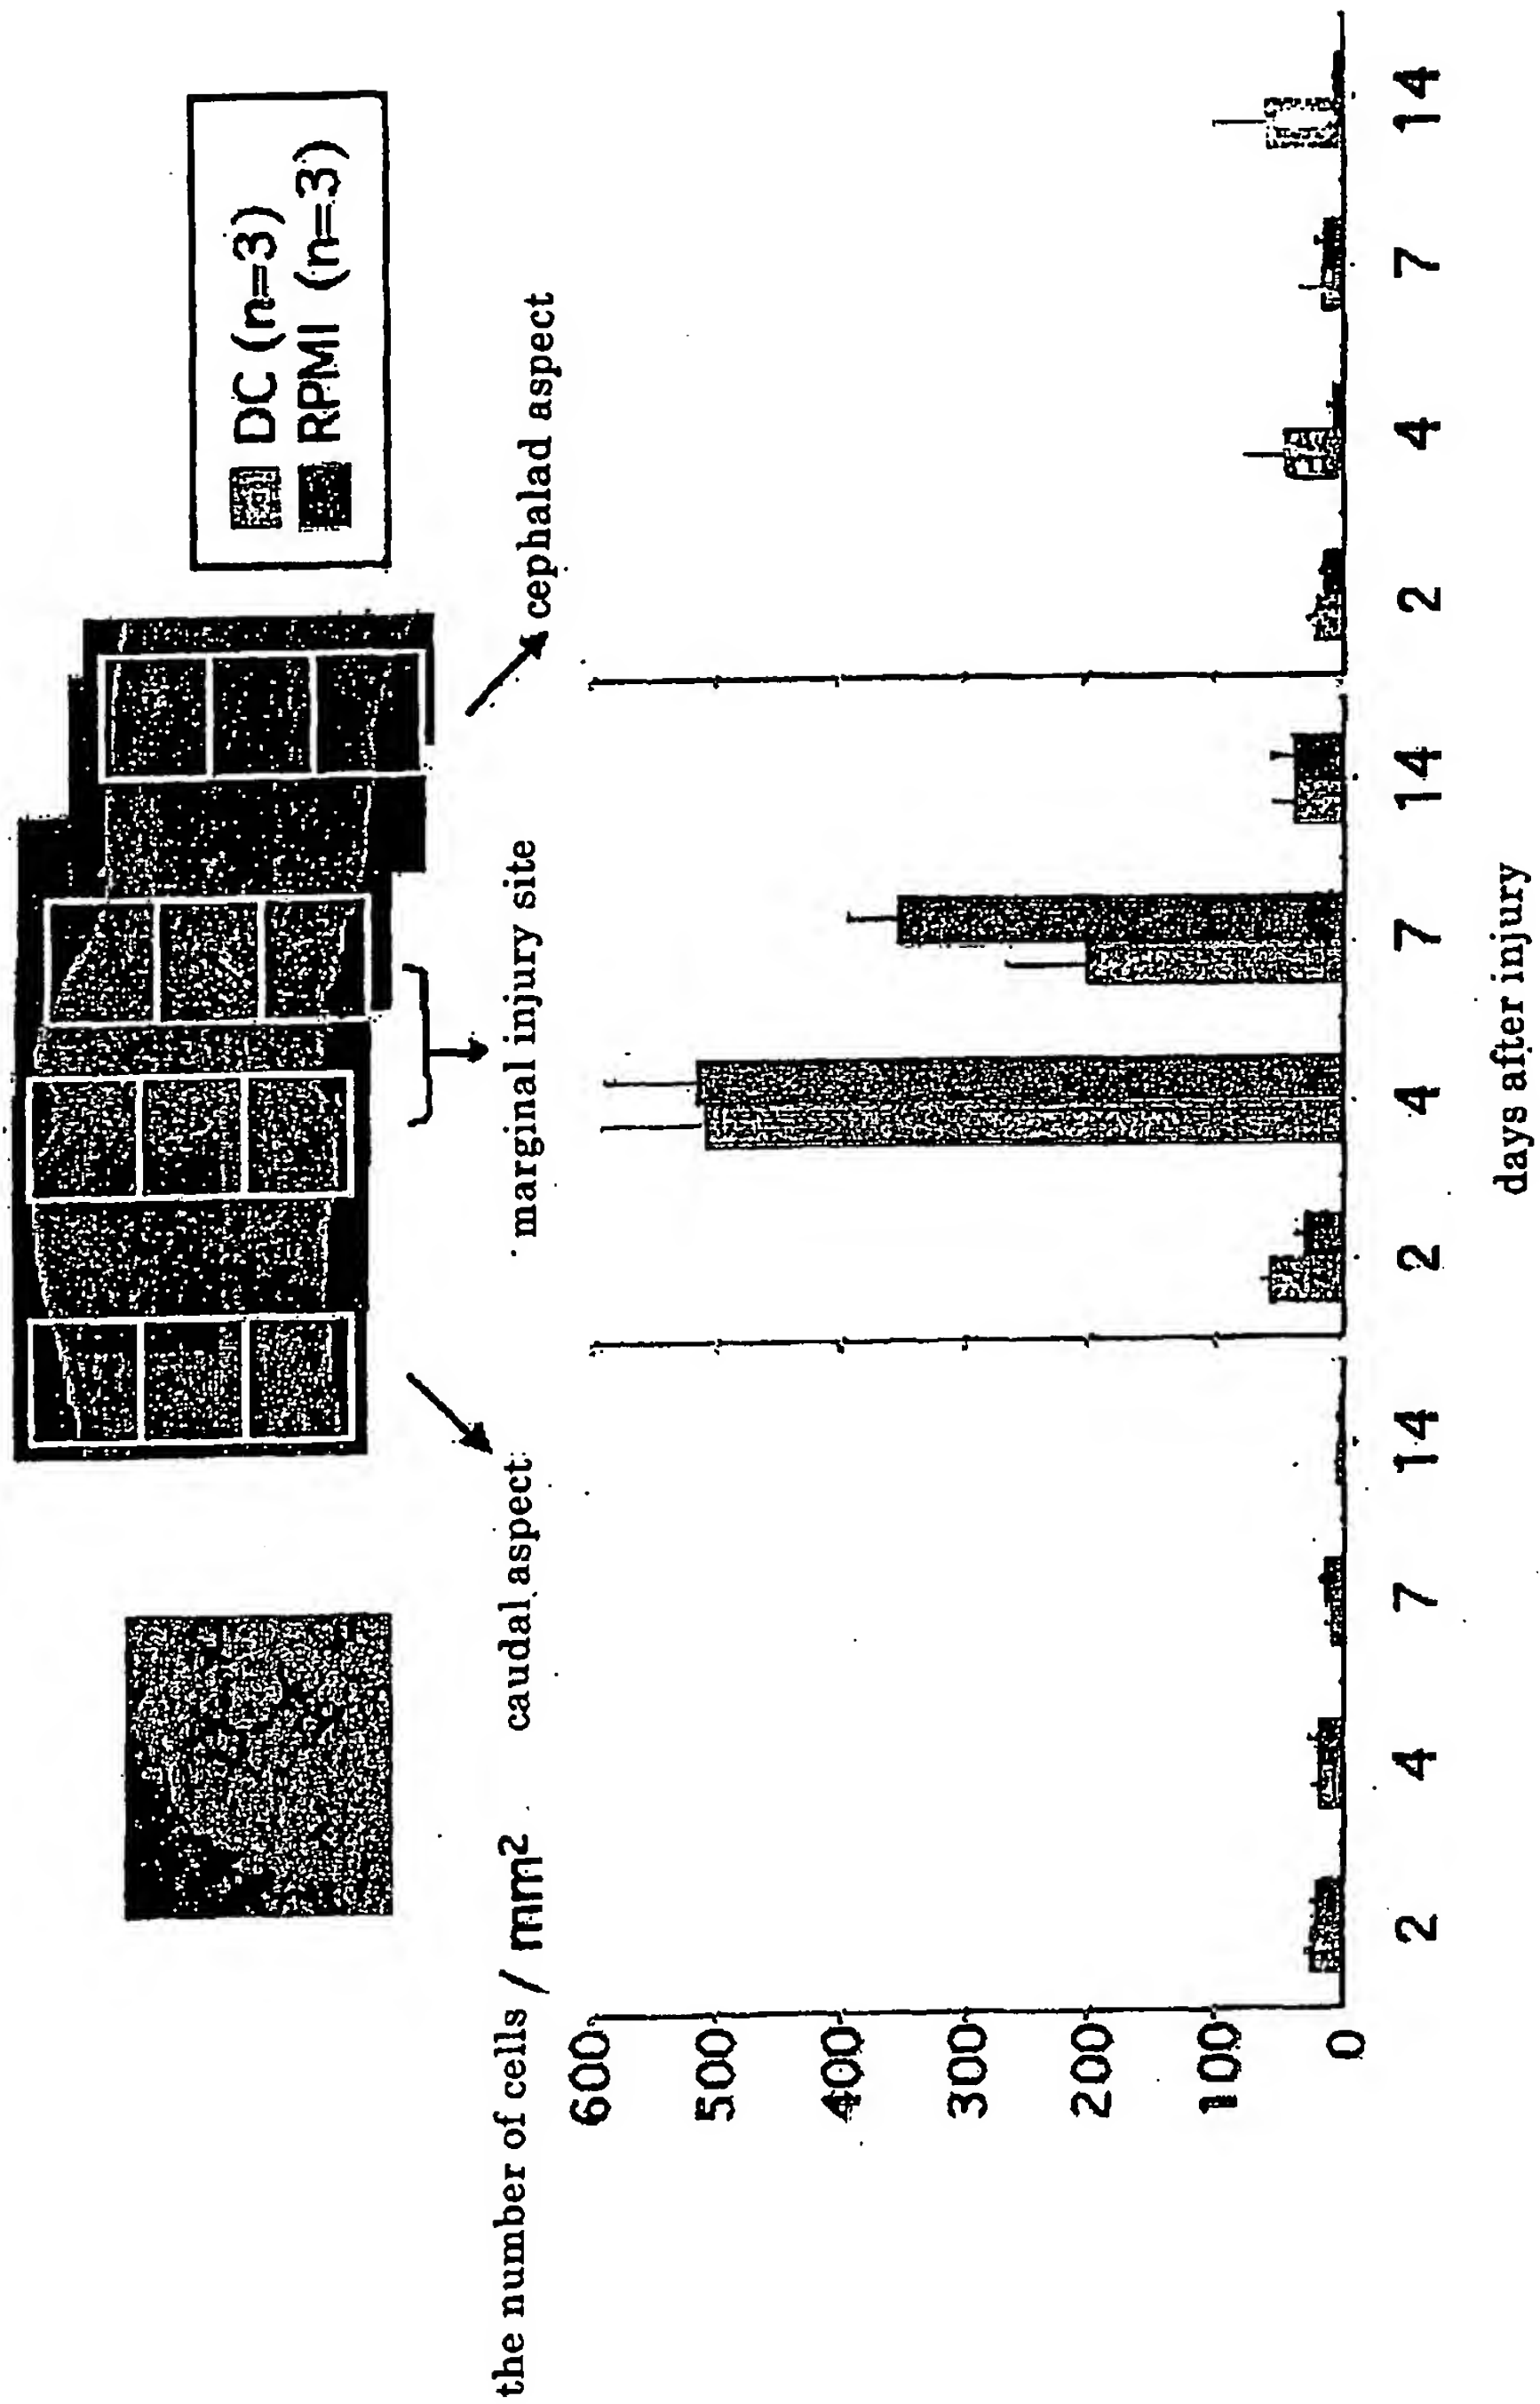 DC (n=3)
RPMI (n=3)
the number of cells / mm²
caudal aspect
marginal injury site
cephalad aspect
600
500
400
300
200
100
0
2 4 7 14 2 4 7 14 2 4 7 14
days after injury